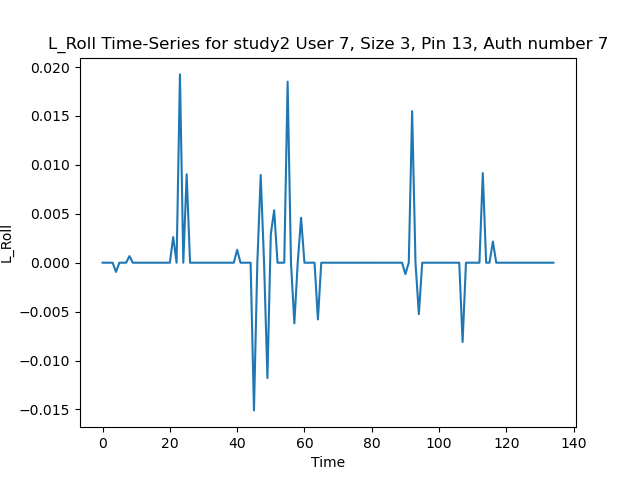 L_Roll Time-Series for study2 User 7, Size 3, Pin 13, Auth number 7
0.020
0.015
0.010
0.005
0.000
−0.005
−0.010
−0.015
L_Roll
0 20 40 60 80 100 120 140
Time